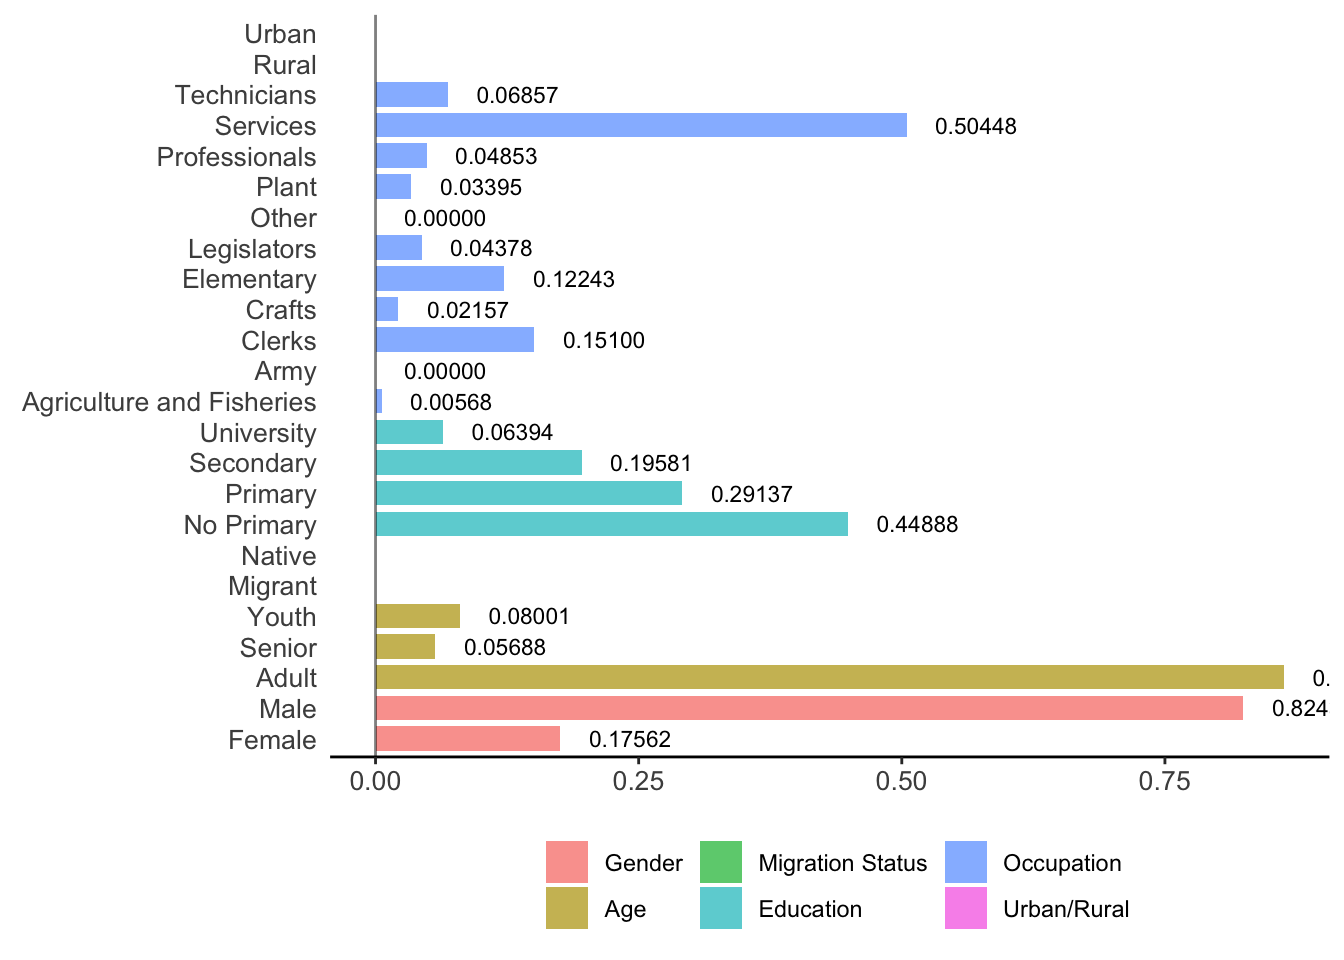 Urban
Rural
Technicians 0.06857
Services 0.50448
Professionals 0.04853
Plant 0.03395
Other 0.00000
Legislators 0.04378
Elementary 0.12243
Crafts 0.02157
Clerks 0.15100
Army 0.00000
Agriculture and Fisheries 0.00568
University 0.06394
Secondary 0.19581
Primary 0.29137
No Primary 0.44888
Native
Migrant
Youth 0.08001
Senior 0.05688
Adult 0.
Male 0.824
Female 0.17562
0.00 0.25 0.50 0.75
Gender Migration Status Occupation
Age Education Urban/Rural